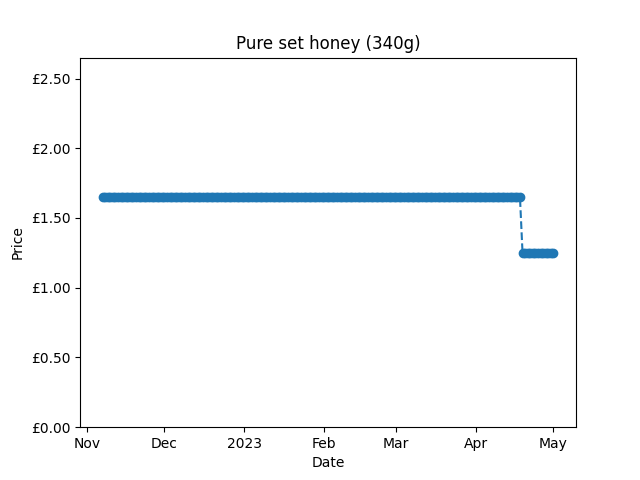 Pure set honey (340g)
£2.50
£2.00
£1.50
£1.00
£0.50
£0.00
Price
Nov Dec 2023 Feb Mar Apr May
Date